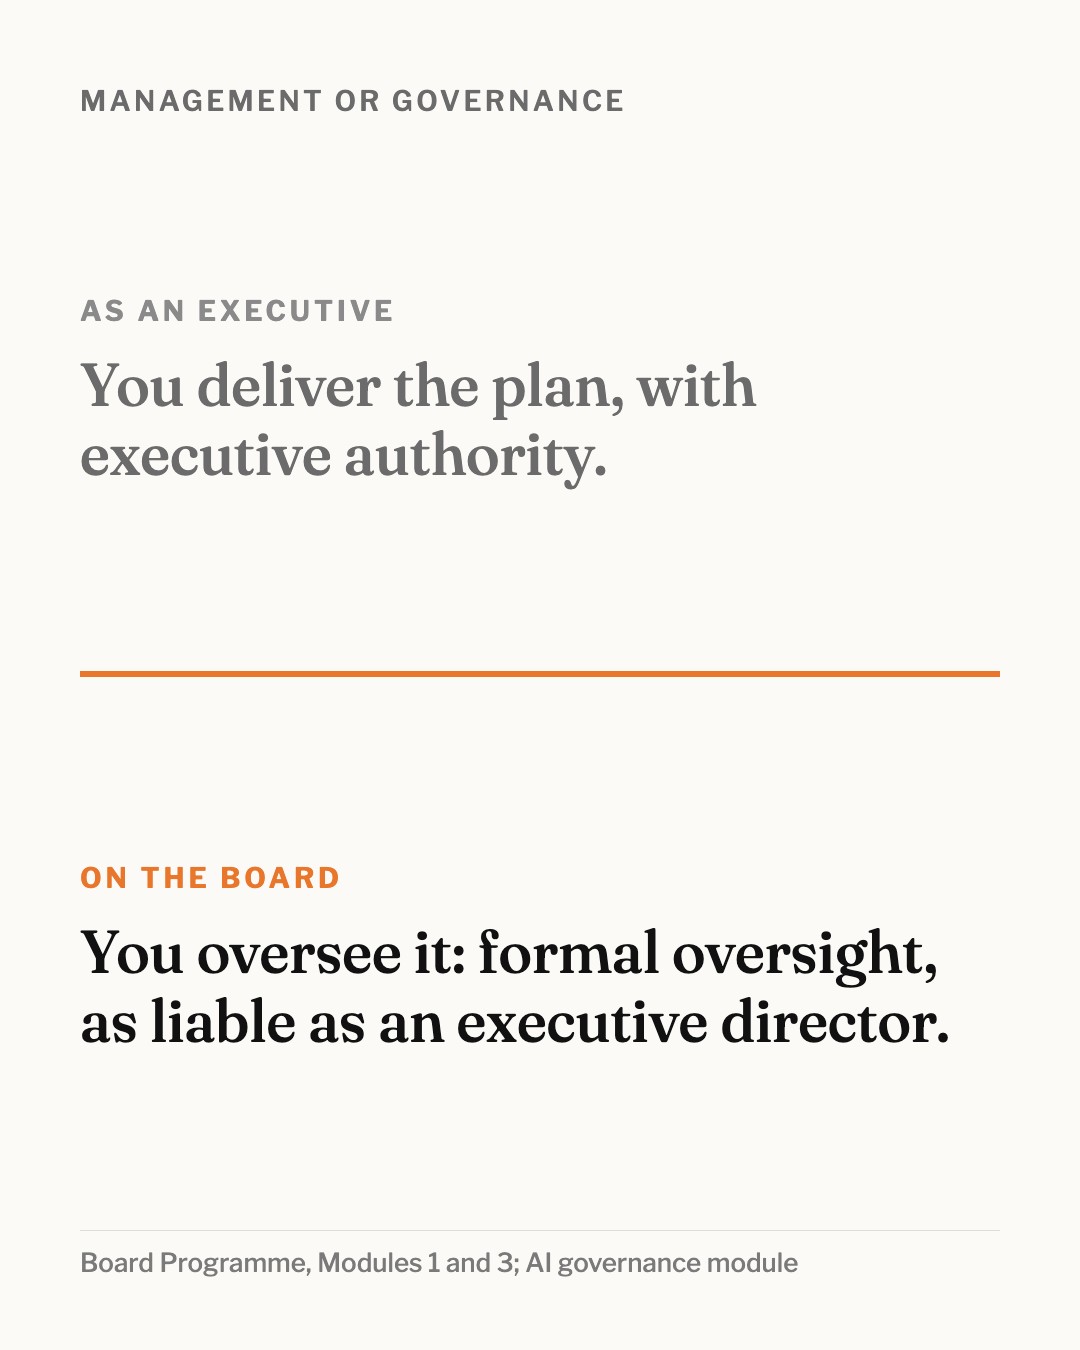 MANAGEMENT OR GOVERNANCE
AS AN EXECUTIVE
You deliver the plan, with
executive authority.
ON THE BOARD
You oversee it: formal oversight,
as liable as an executive director.
Board Programme, Modules 1 and 3; AI governance module